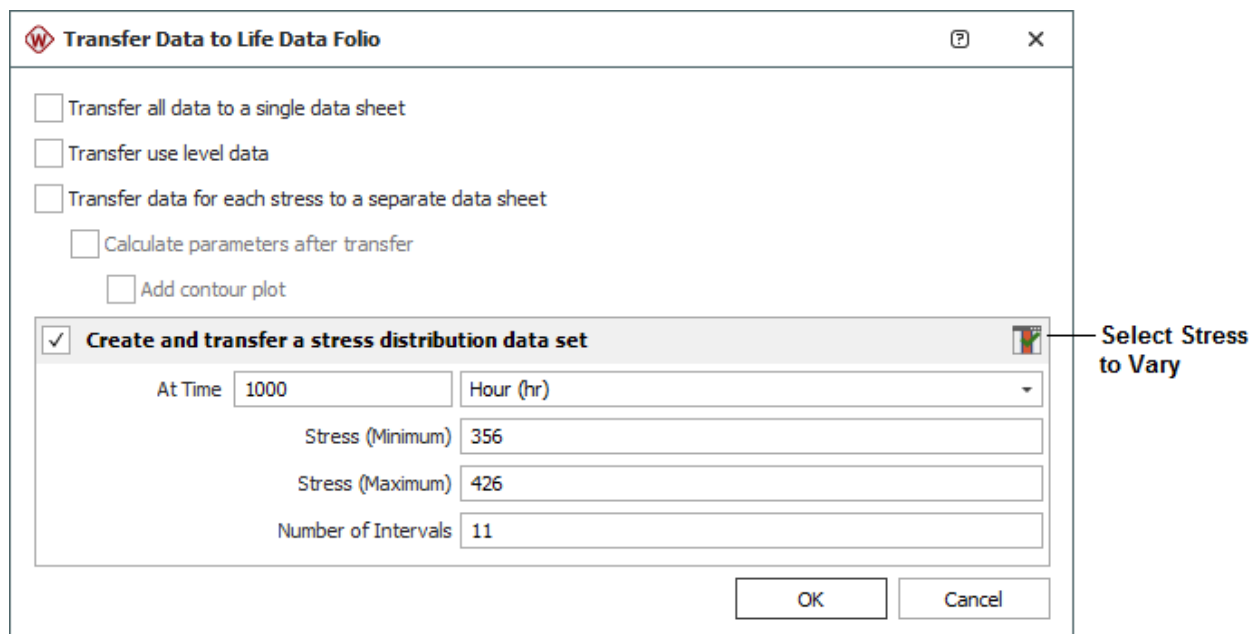 W Transfer Data to Life Data Folio ?
Transfer all data to a single data sheet
Transfer use level data
Transfer data for each stress to a separate data sheet
Calculate parameters after transfer
Add contour plot
Create and transfer a stress distribution data set
Select Stress
to Vary
At Time 1000 Hour (hr)
Stress (Minimum) 356
Stress (Maximum) 426
Number of Intervals 11
OK Cancel